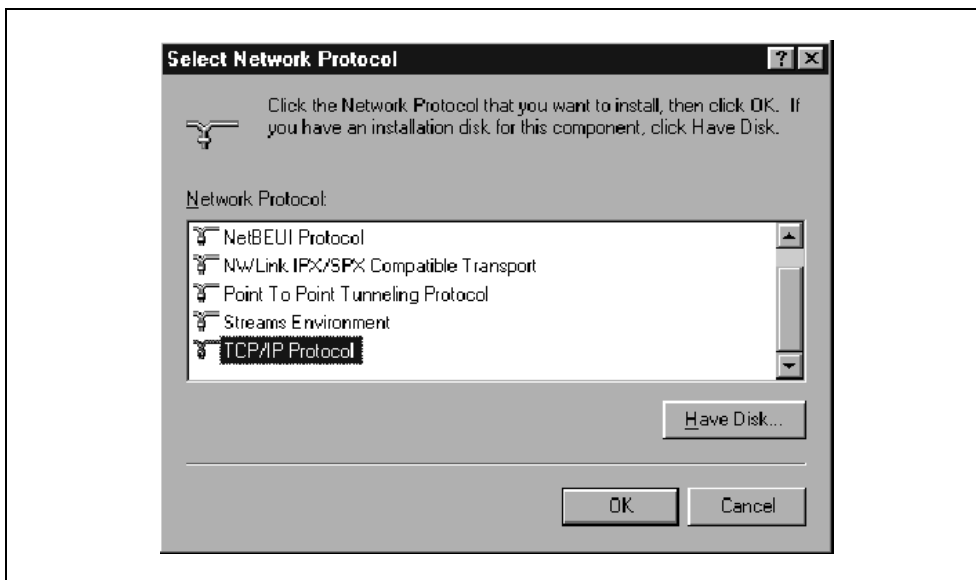 Select Network Protocol
Click the Network Protocol that you want to install, then click OK. If
you have an installation disk for this component, click Have Disk.
Network Protocol:
NetBEUI Protocol
NWLink IPX/SPX Compatible Transport
Point To Point Tunneling Protocol
Streams Environment
TCP/IP Protocol
Have Disk...
OK
Cancel